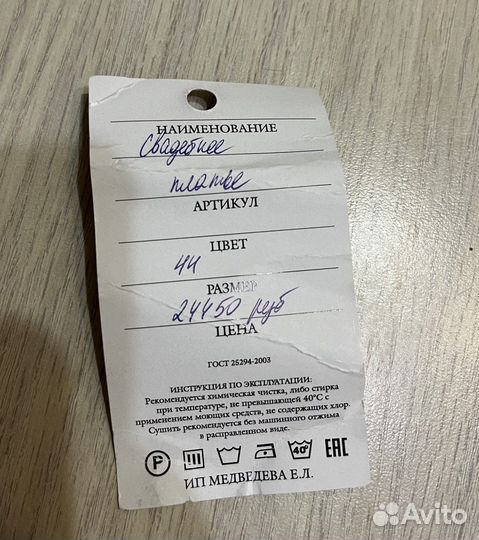 НАИМЕНОВАНИЕ
Свадебное
платье
АРТИКУЛ
ЦВЕТ
44
РАЗМЕР
24450 руб
ЦЕНА
ГОСТ 25294-2003
ИНСТРУКЦИЯ ПО ЭКСПЛУАТАЦИИ:
Рекомендуется химическая чистка, либо стирка
при температуре, не превышающей 40°С с
применением моющих средств, не содержащих хлор.
Сушить рекомендуется без машинного отжима
в расправленном виде.
P 40° ЕАС
ИП МЕДВЕДЕВА Е.Л.
Avito